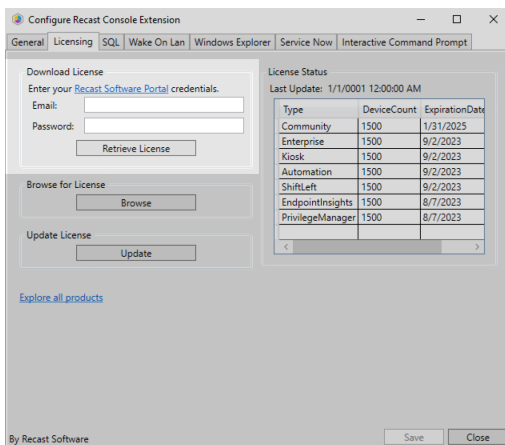 Configure Recast Console Extension
General Licensing SQL Wake On Lan Windows Explorer Service Now Interactive Command Prompt
Download License
Enter your Recast Software Portal credentials.
Email:
Password:
Retrieve License
Browse for License
Browse
Update License
Update
Explore all products
License Status
Last Update: 1/1/0001 12:00:00 AM
Type DeviceCount ExpirationDate
Community 1500 1/31/2025
Enterprise 1500 9/2/2023
Kiosk 1500 9/2/2023
Automation 1500 9/2/2023
ShiftLeft 1500 9/2/2023
EndpointInsights 1500 8/7/2023
PrivilegeManager 1500 8/7/2023
By Recast Software
Save Close